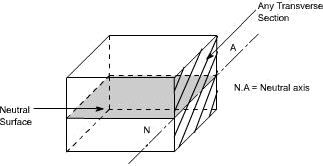 Any Transverse
Section
A
N.A = Neutral axis
Neutral
Surface
N